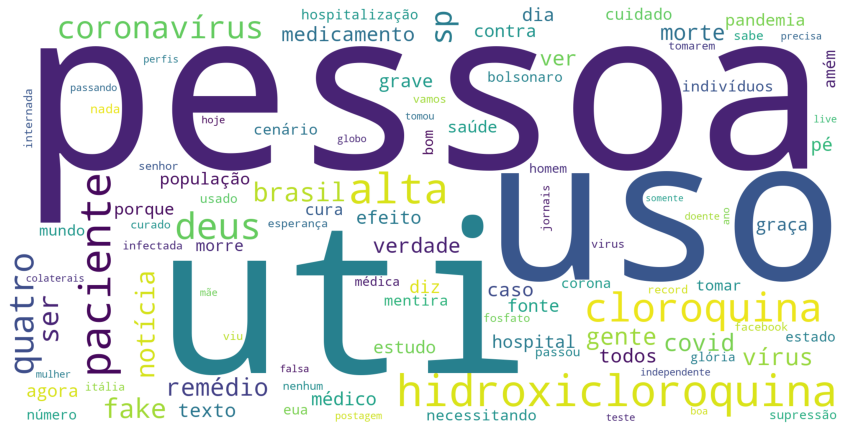 hospitalização
dia
cuidado
pandemia
coronavírus
medicamento
sp
contra
morte
sabe
precisa
tomarem
perfis
ver
amém
pessoa
grave
bolsonaro
indivíduos
internada
passando
nada
vamos
hoje
cenário
globo
tomou
bom
saúde
live
pé
senhor
homem
população
brasil
alta
uso
somente
usado
porque
paciente
cura
efeito
jornais
doente
ano
graça
mundo
curado
esperança
deus
infectada
morre
verdade
virus
uti
quatro
ser
colaterais
notícia
mãe
médica
diz
caso
corona
tomar
mentira
fonte
record
cloroquina
fosfato
facebook
viu
estudo
hospital
gente
covid
estado
passou
todos
glória
vírus
mulher
agora
itália
remédio
falsa
nenhum
independente
hidroxicloroquina
número
fake
texto
eua
médico
postagem
necessitando
teste
boa
supressão